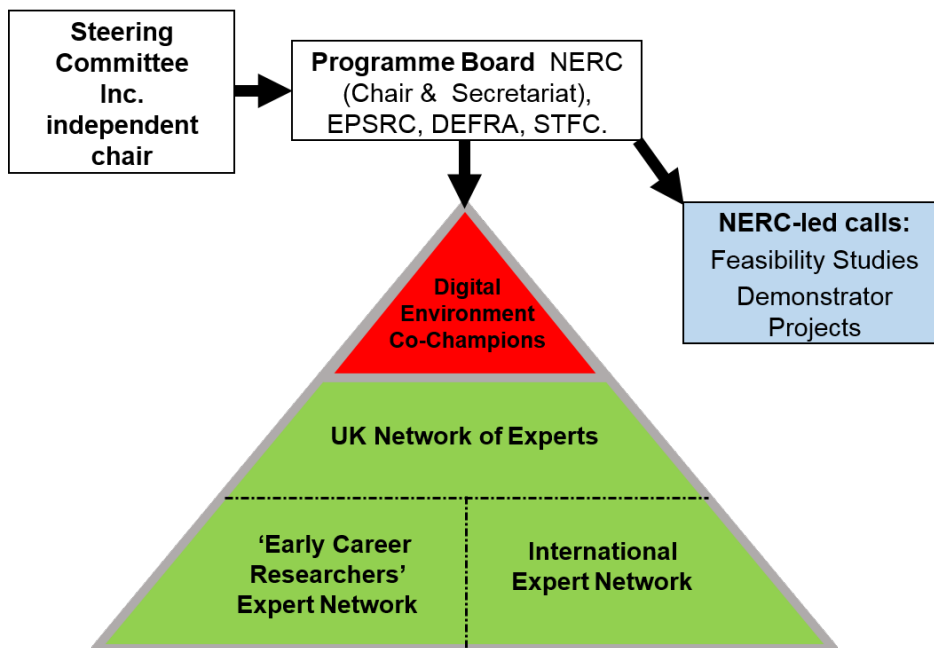 Steering
Committee
Inc.
independent
chair
Programme Board NERC
(Chair & Secretariat),
EPSRC, DEFRA, STFC.
NERC-led calls:
Feasibility Studies
Demonstrator
Projects
Digital
Environment
Co-Champions
UK Network of Experts
‘Early Career
Researchers’
Expert Network
International
Expert Network